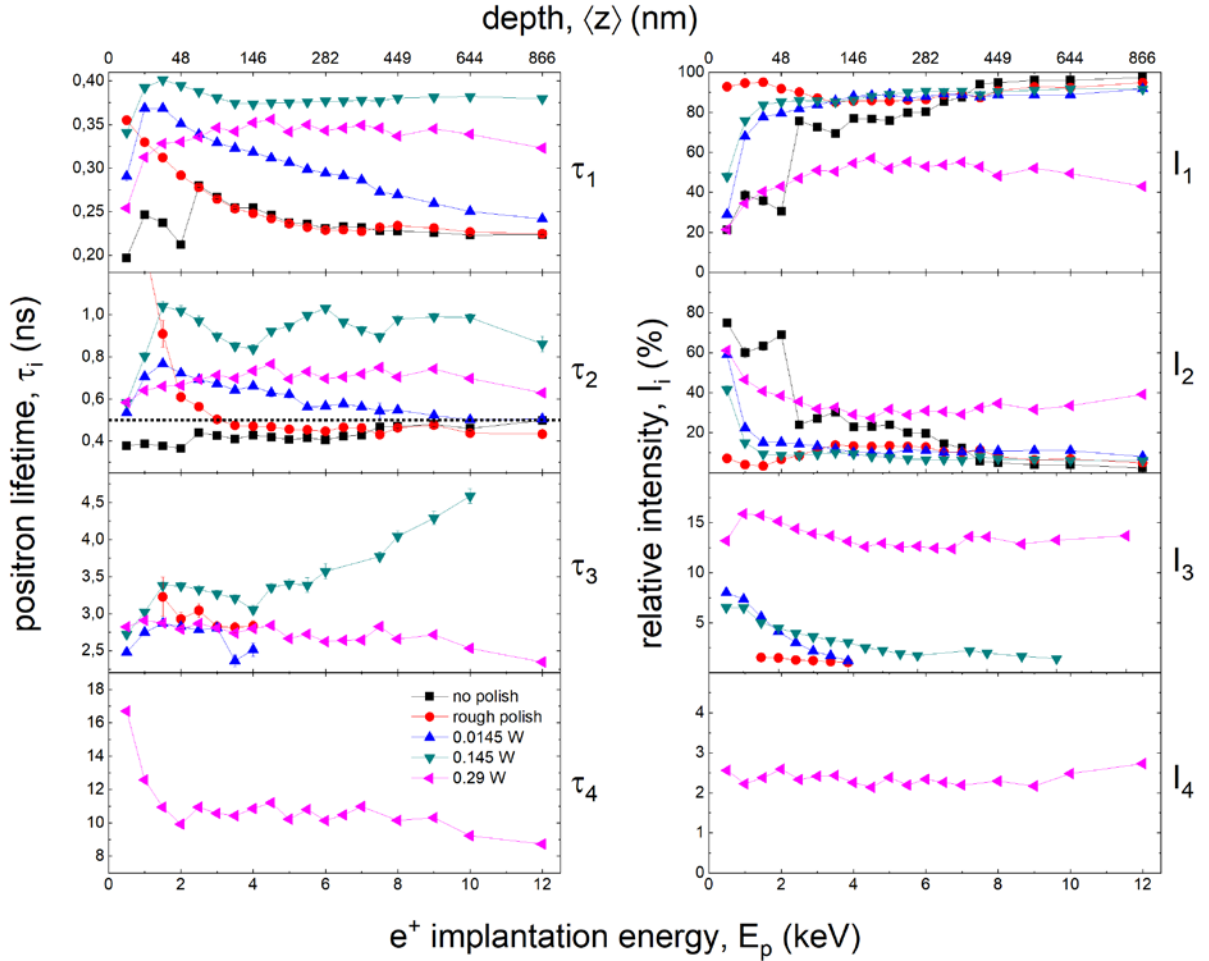 depth, ⟨z⟩ (nm)
0 48 146 282 449 644 866
0 48 146 282 449 644 866
positron lifetime, τi (ns)
0,40
0,35
0,30
0,25
0,20
τ1
1,0
0,8
0,6
0,4
τ2
4,5
4,0
3,5
3,0
2,5
τ3
18
16
14
12
10
8
no polish
rough polish
0.0145 W
0.145 W
0.29 W
τ4
0 2 4 6 8 10 12
relative intensity, Ii (%)
100
80
60
40
20
0
I1
80
60
40
20
I2
15
10
5
I3
4
3
2
1
0
I4
0 2 4 6 8 10 12
e+ implantation energy, Ep (keV)